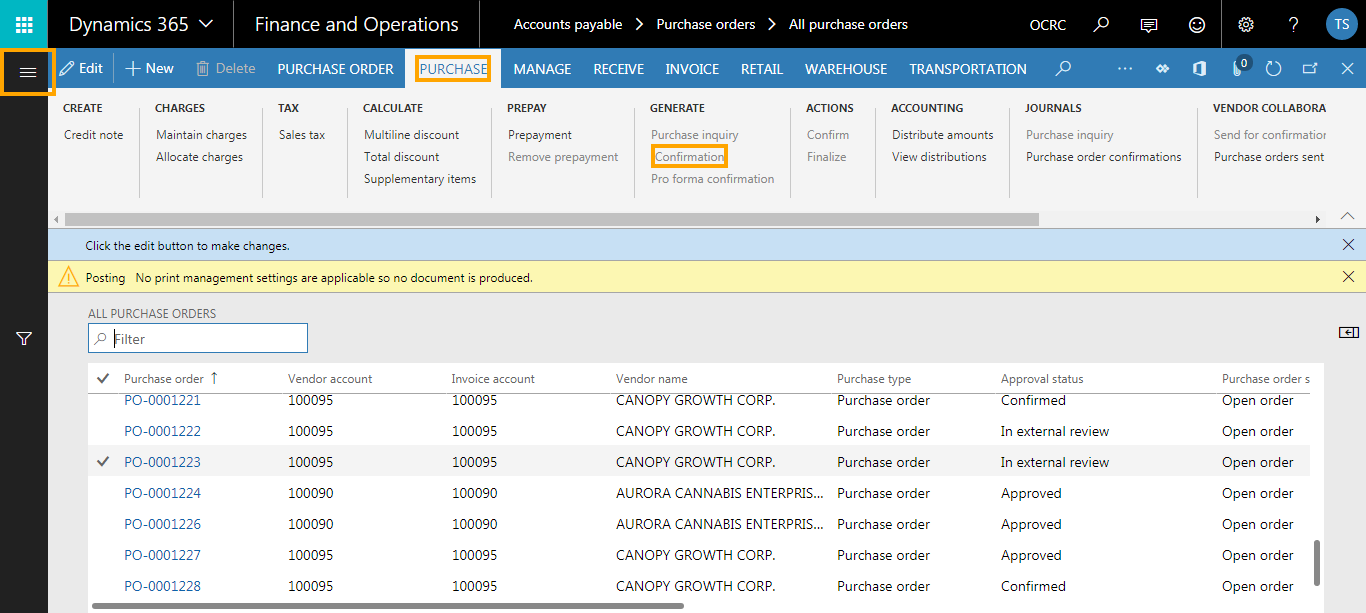 Dynamics 365 Finance and Operations Accounts payable Purchase orders All purchase orders OCRC ? TS
Edit New Delete PURCHASE ORDER PURCHASE MANAGE RECEIVE INVOICE RETAIL WAREHOUSE TRANSPORTATION ... 0
CREATE CHARGES TAX CALCULATE PREPAY GENERATE ACTIONS ACCOUNTING JOURNALS VENDOR COLLABORA
Credit note Maintain charges Sales tax Multiline discount Prepayment Purchase inquiry Confirm Distribute amounts Purchase inquiry Send for confirmation
Allocate charges Total discount Remove prepayment Confirmation Finalize View distributions Purchase order confirmations Purchase orders sent
Supplementary items Pro forma confirmation
Click the edit button to make changes.
Posting No print management settings are applicable so no document is produced.
ALL PURCHASE ORDERS
Filter
Purchase order Vendor account Invoice account Vendor name Purchase type Approval status Purchase order s
PO-0001221 100095 100095 CANOPY GROWTH CORP. Purchase order Confirmed Open order
PO-0001222 100095 100095 CANOPY GROWTH CORP. Purchase order In external review Open order
PO-0001223 100095 100095 CANOPY GROWTH CORP. Purchase order In external review Open order
PO-0001224 100090 100090 AURORA CANNABIS ENTERPRIS... Purchase order Approved Open order
PO-0001226 100090 100090 AURORA CANNABIS ENTERPRIS... Purchase order Approved Open order
PO-0001227 100095 100095 CANOPY GROWTH CORP. Purchase order Approved Open order
PO-0001228 100095 100095 CANOPY GROWTH CORP. Purchase order Confirmed Open order